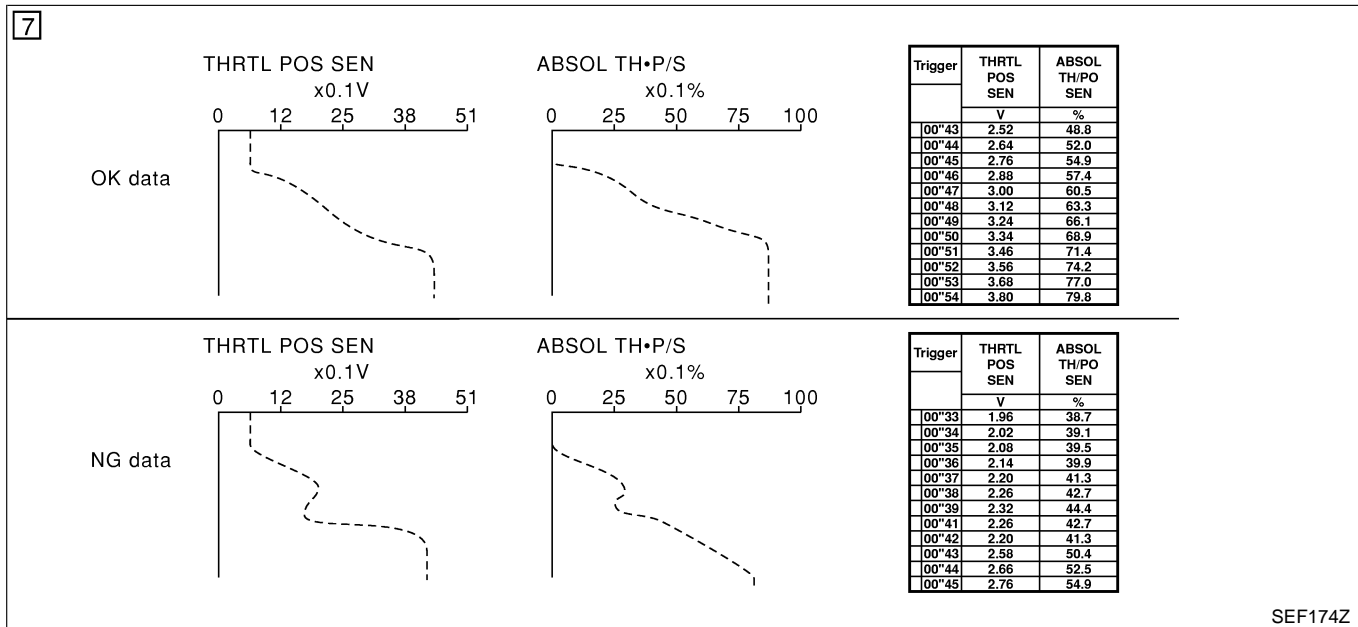 7
THRTL POS SEN
x0.1V
0 12 25 38 51
ABSOL TH•P/S
x0.1%
0 25 50 75 100
OK data
Trigger THRTL POS SEN ABSOL TH/PO SEN
V %
00"43 2.52 48.8
00"44 2.64 52.0
00"45 2.76 54.9
00"46 2.88 57.4
00"47 3.00 60.5
00"48 3.12 63.3
00"49 3.24 66.1
00"50 3.34 68.9
00"51 3.46 71.4
00"52 3.56 74.2
00"53 3.68 77.0
00"54 3.80 79.8
THRTL POS SEN
x0.1V
0 12 25 38 51
ABSOL TH•P/S
x0.1%
0 25 50 75 100
NG data
Trigger THRTL POS SEN ABSOL TH/PO SEN
V %
00"33 1.96 38.7
00"34 2.02 39.1
00"35 2.08 39.5
00"36 2.14 39.9
00"37 2.20 41.3
00"38 2.26 42.7
00"39 2.32 44.4
00"41 2.26 42.7
00"42 2.20 41.3
00"43 2.58 50.4
00"44 2.66 52.5
00"45 2.76 54.9
SEF174Z